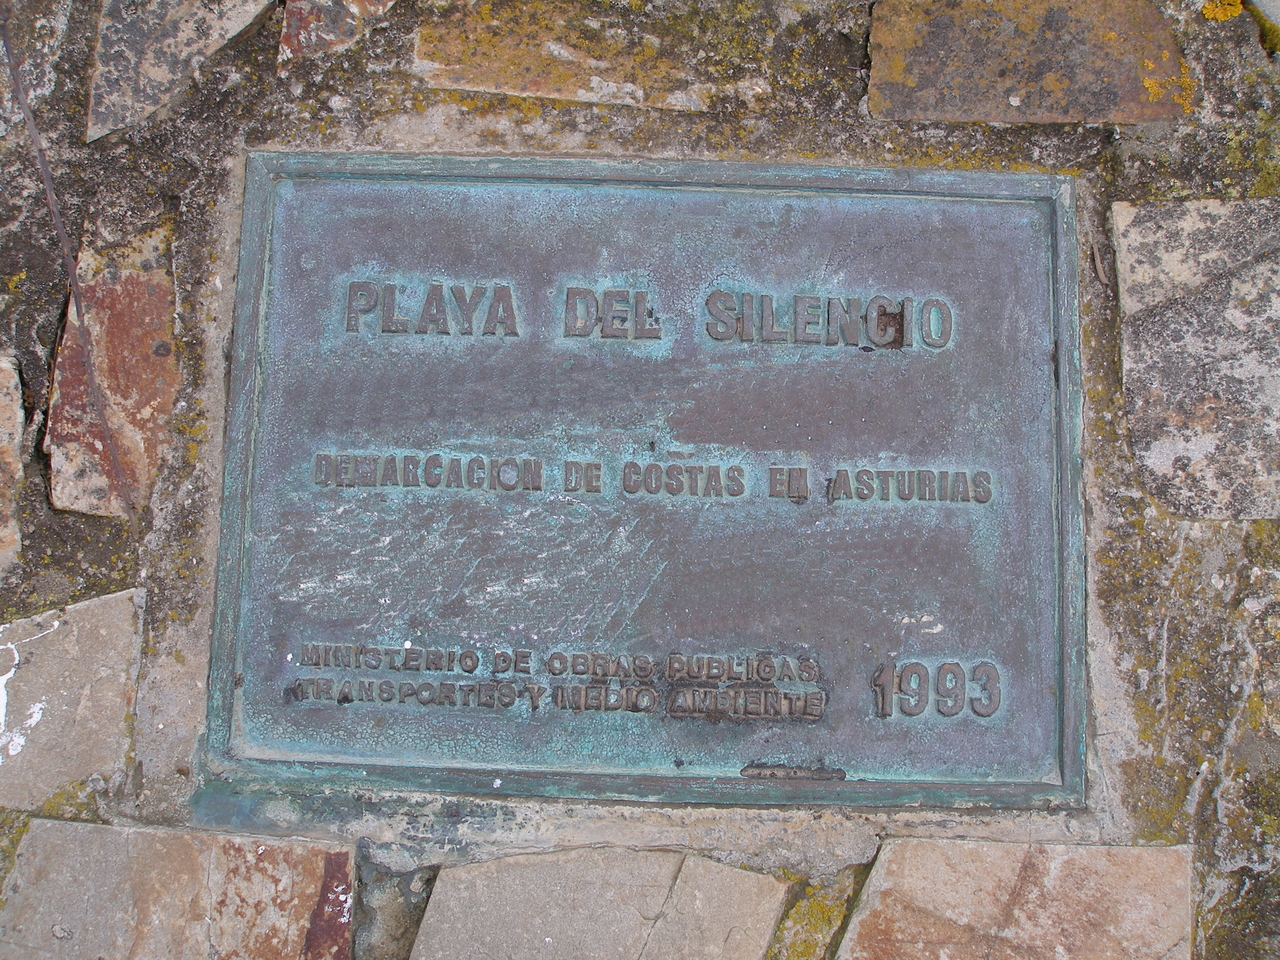 PLAYA DEL SILENCIO
DEMARCACION DE COSTAS EN ASTURIAS
MINISTERIO DE OBRAS PUBLICAS
TRANSPORTES Y MEDIO AMBIENTE
1993